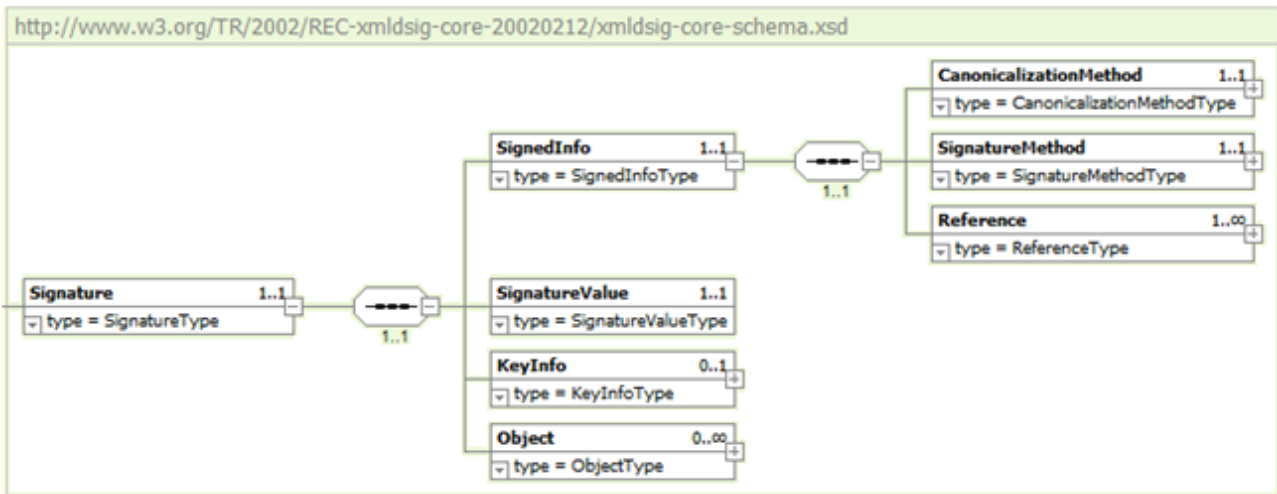 http://www.w3.org/TR/2002/REC-xmldsig-core-20020212/xmldsig-core-schema.xsd
CanonicalizationMethod 1..1
type = CanonicalizationMethodType
SignedInfo 1..1
type = SignedInfoType
1..1
SignatureMethod 1..1
type = SignatureMethodType
Reference 1..∞
type = ReferenceType
Signature 1..1
type = SignatureType
1..1
SignatureValue 1..1
type = SignatureValueType
KeyInfo 0..1
type = KeyInfoType
Object 0..∞
type = ObjectType